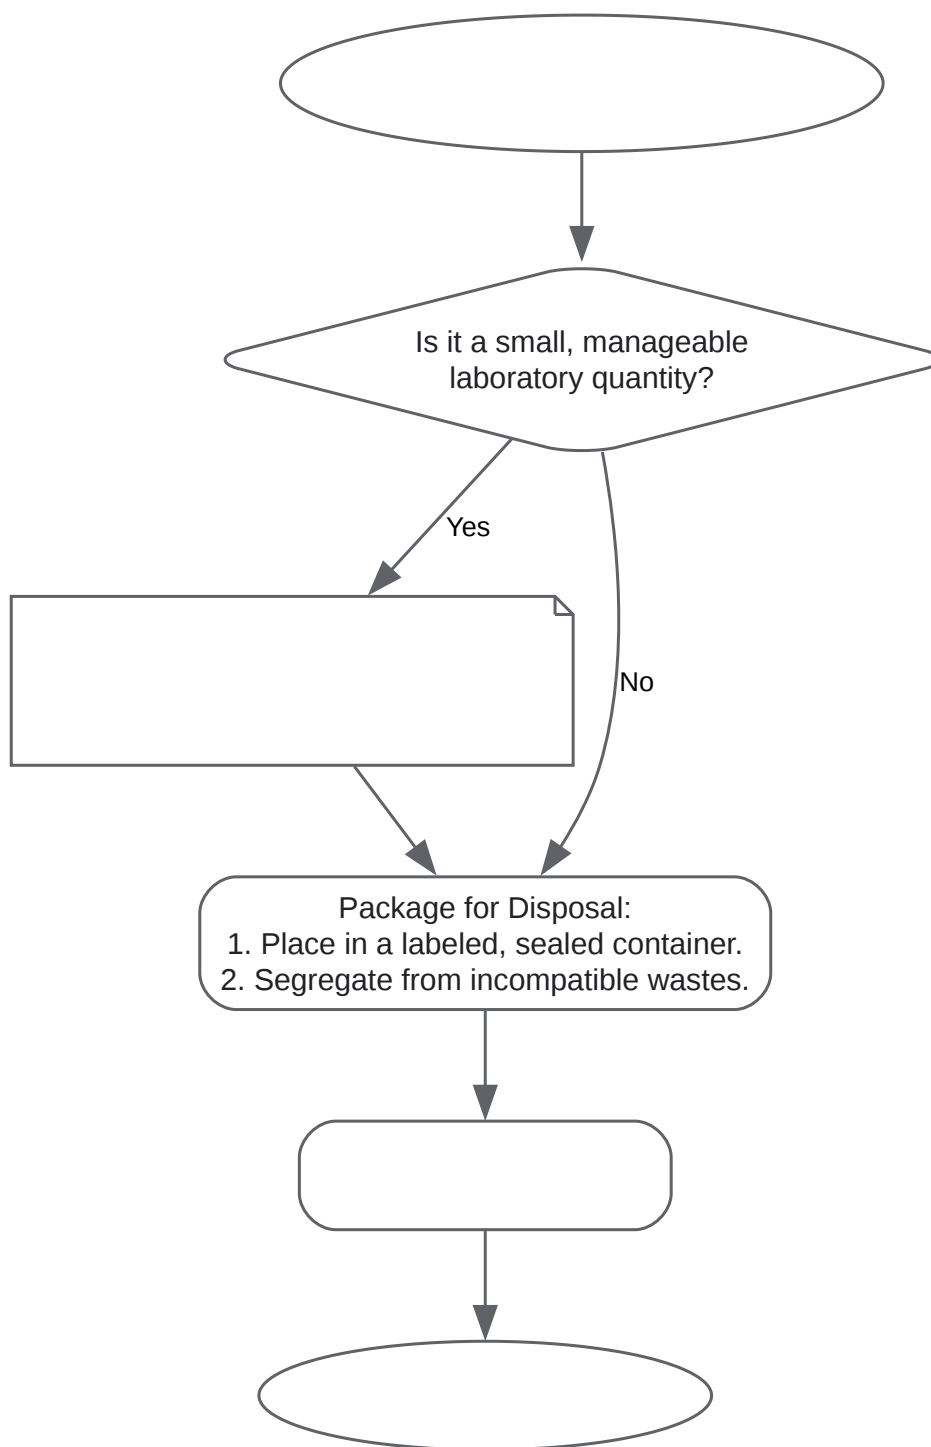 Is it a small, manageable
laboratory quantity?
Yes
No
Package for Disposal:
1. Place in a labeled, sealed container.
2. Segregate from incompatible wastes.